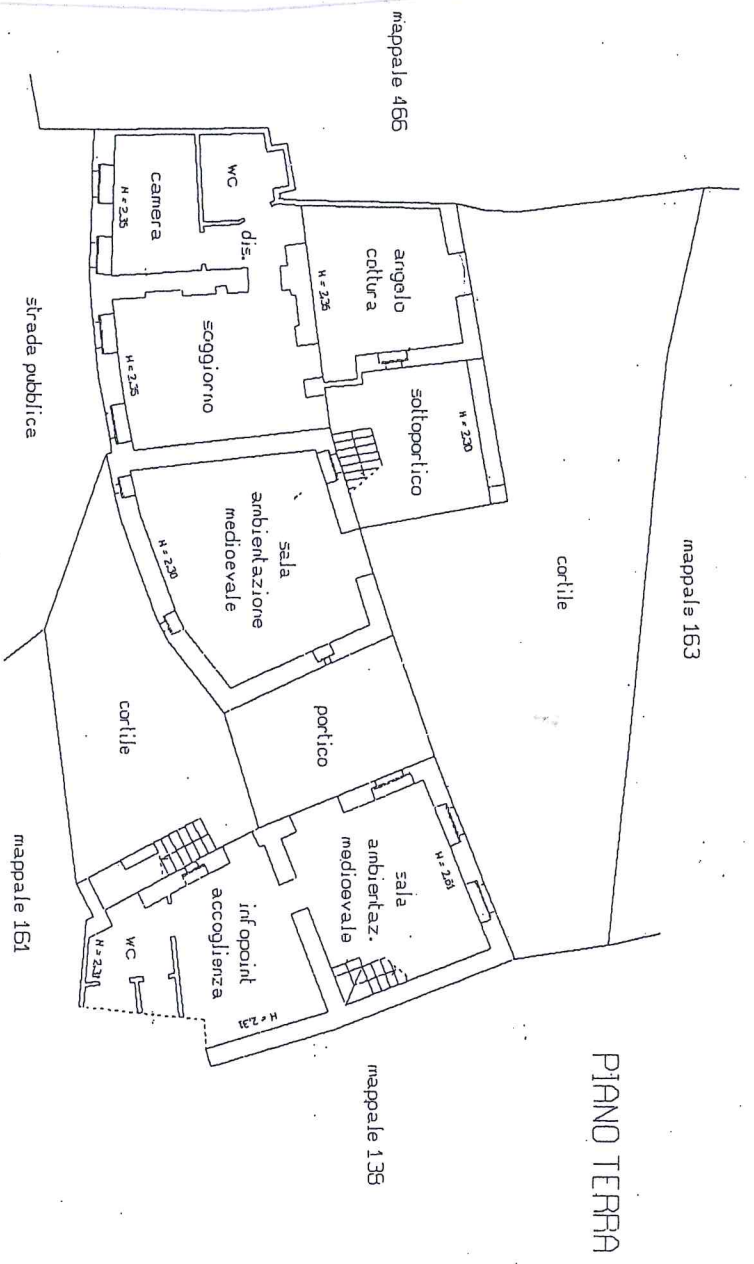 mappale 163
PIANO TERRA
cortile
H = 2.30
sottoportico
H = 2.61
mappale 466
angolo
cottura
H = 2.35
sala
ambientaz.
medioevale
mappale 138
portico
sala
ambientazione
medioevale
infopoint
accoglienza
H = 2.31
dis.
wc
soggiorno
camera
H = 2.30
H = 2.35
H = 2.35
cortile
WC
H = 2.31
strada pubblica
mappale 161